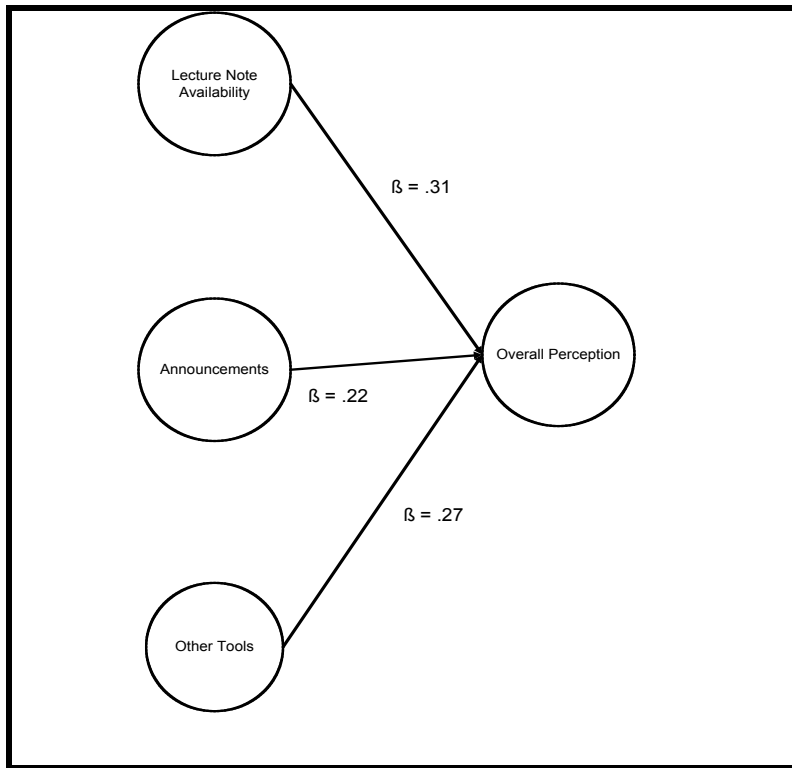 Lecture Note
Availability
ß = .31
Announcements
Overall Perception
ß = .22
ß = .27
Other Tools